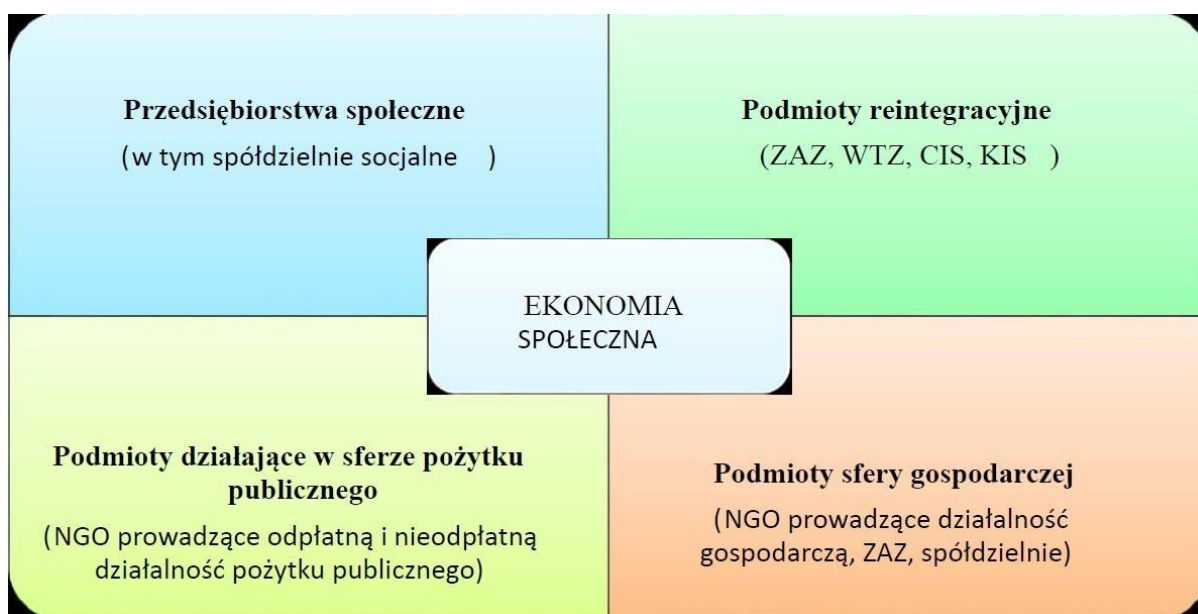 Przedsiębiorstwa społeczne
(w tym spółdzielnie socjalne )
Podmioty reintegracyjne
(ZAZ, WTZ, CIS, KIS )
EKONOMIA
SPOŁECZNA
Podmioty działające w sferze pożytku
publicznego
(NGO prowadzące odpłatną i nieodpłatną
działalność pożytku publicznego)
Podmioty sfery gospodarczej
(NGO prowadzące działalność
gospodarczą, ZAZ, spółdzielnie)